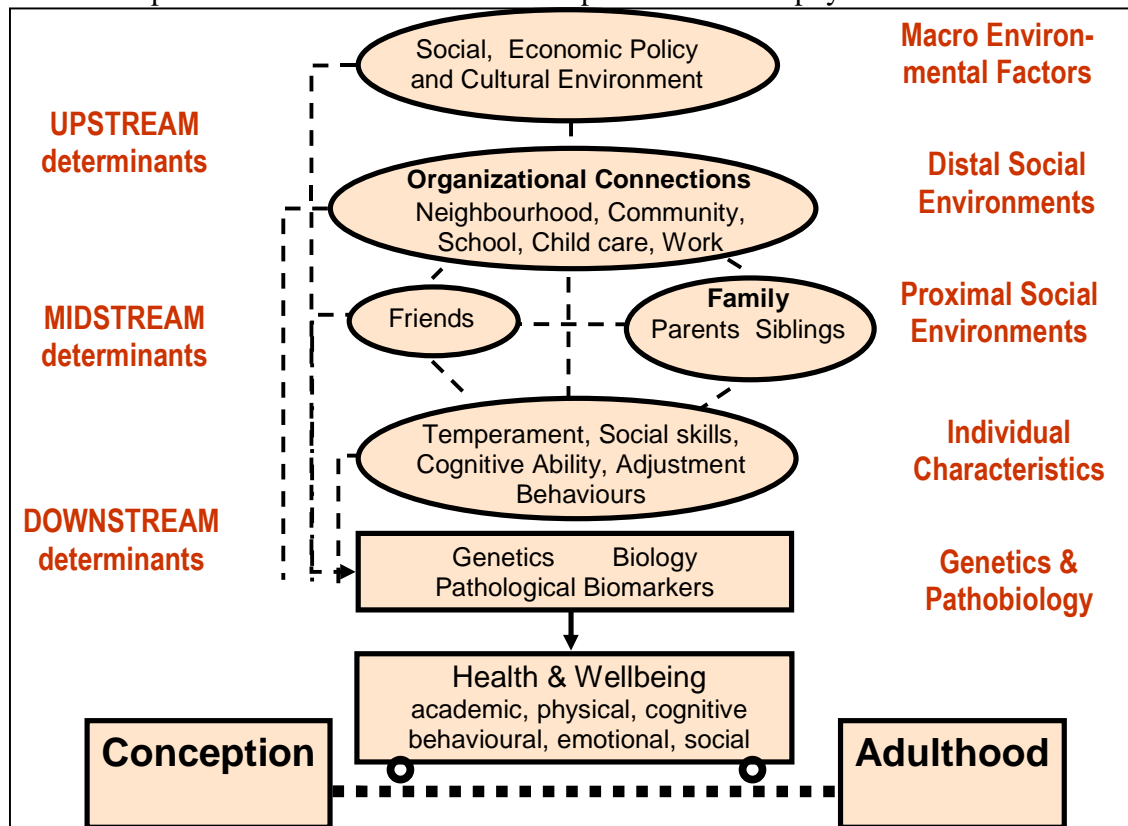 Social, Economic Policy
and Cultural Environment
Macro Environ-
mental Factors
UPSTREAM
determinants
Organizational Connections
Neighbourhood, Community,
School, Child care, Work
Distal Social
Environments
MIDSTREAM
determinants
Friends
Family
Parents Siblings
Proximal Social
Environments
Temperament, Social skills,
Cognitive Ability, Adjustment
Behaviours
Individual
Characteristics
DOWNSTREAM
determinants
Genetics Biology
Pathological Biomarkers
Genetics &
Pathobiology
Health & Wellbeing
academic, physical, cognitive
behavioural, emotional, social
Conception
Adulthood